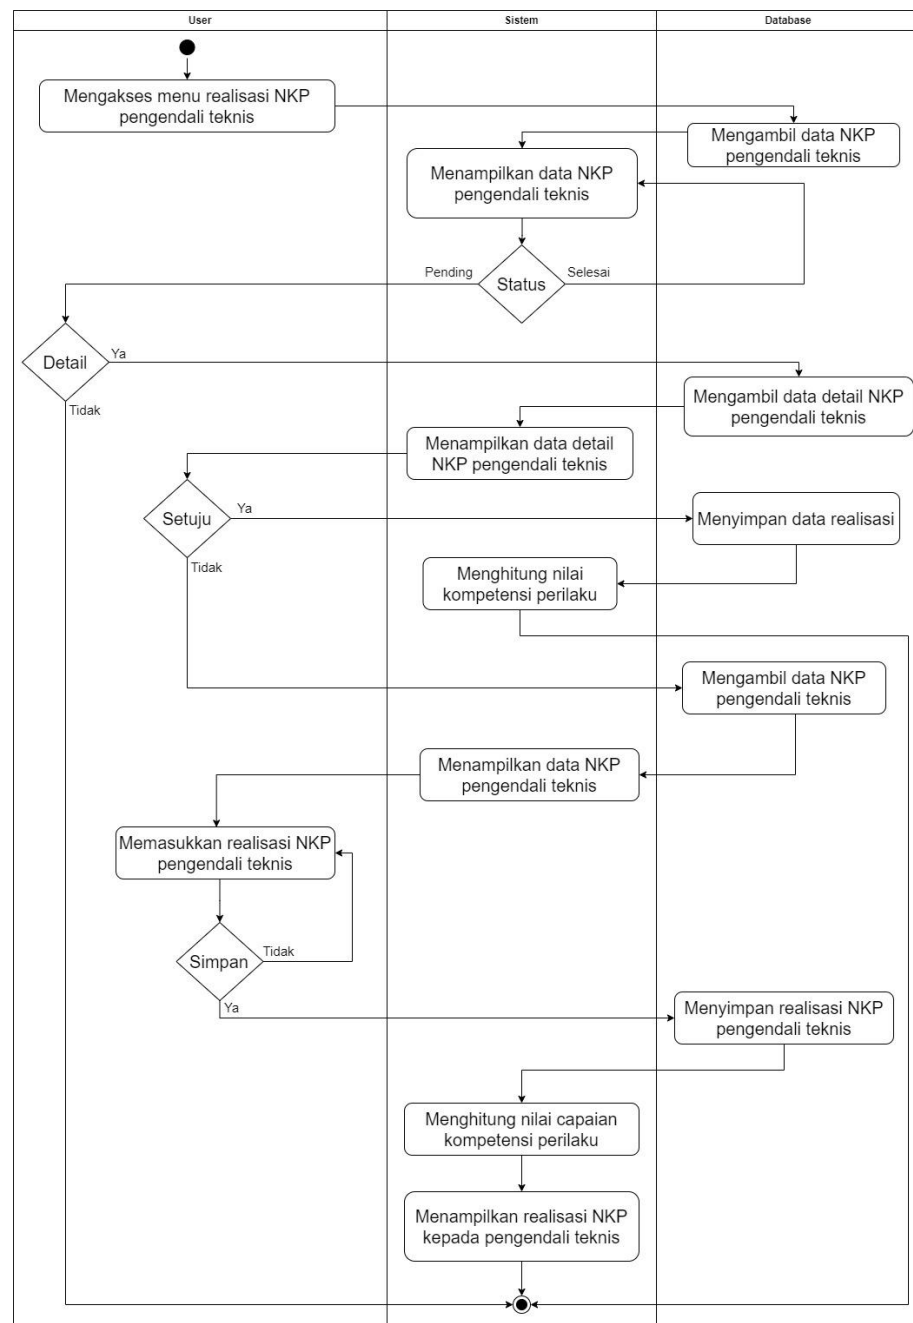 User
Sistem
Database
Mengakses menu realisasi NKP
pengendali teknis
Mengambil data NKP
pengendali teknis
Menampilkan data NKP
pengendali teknis
Pending
Status
Selesai
Detail
Ya
Tidak
Mengambil data detail NKP
pengendali teknis
Menampilkan data detail
NKP pengendali teknis
Setuju
Ya
Tidak
Menyimpan data realisasi
Menghitung nilai
kompetensi perilaku
Mengambil data NKP
pengendali teknis
Menampilkan data NKP
pengendali teknis
Memasukkan realisasi NKP
pengendali teknis
Simpan
Tidak
Ya
Menyimpan realisasi NKP
pengendali teknis
Menghitung nilai capaian
kompetensi perilaku
Menampilkan realisasi NKP
kepada pengendali teknis